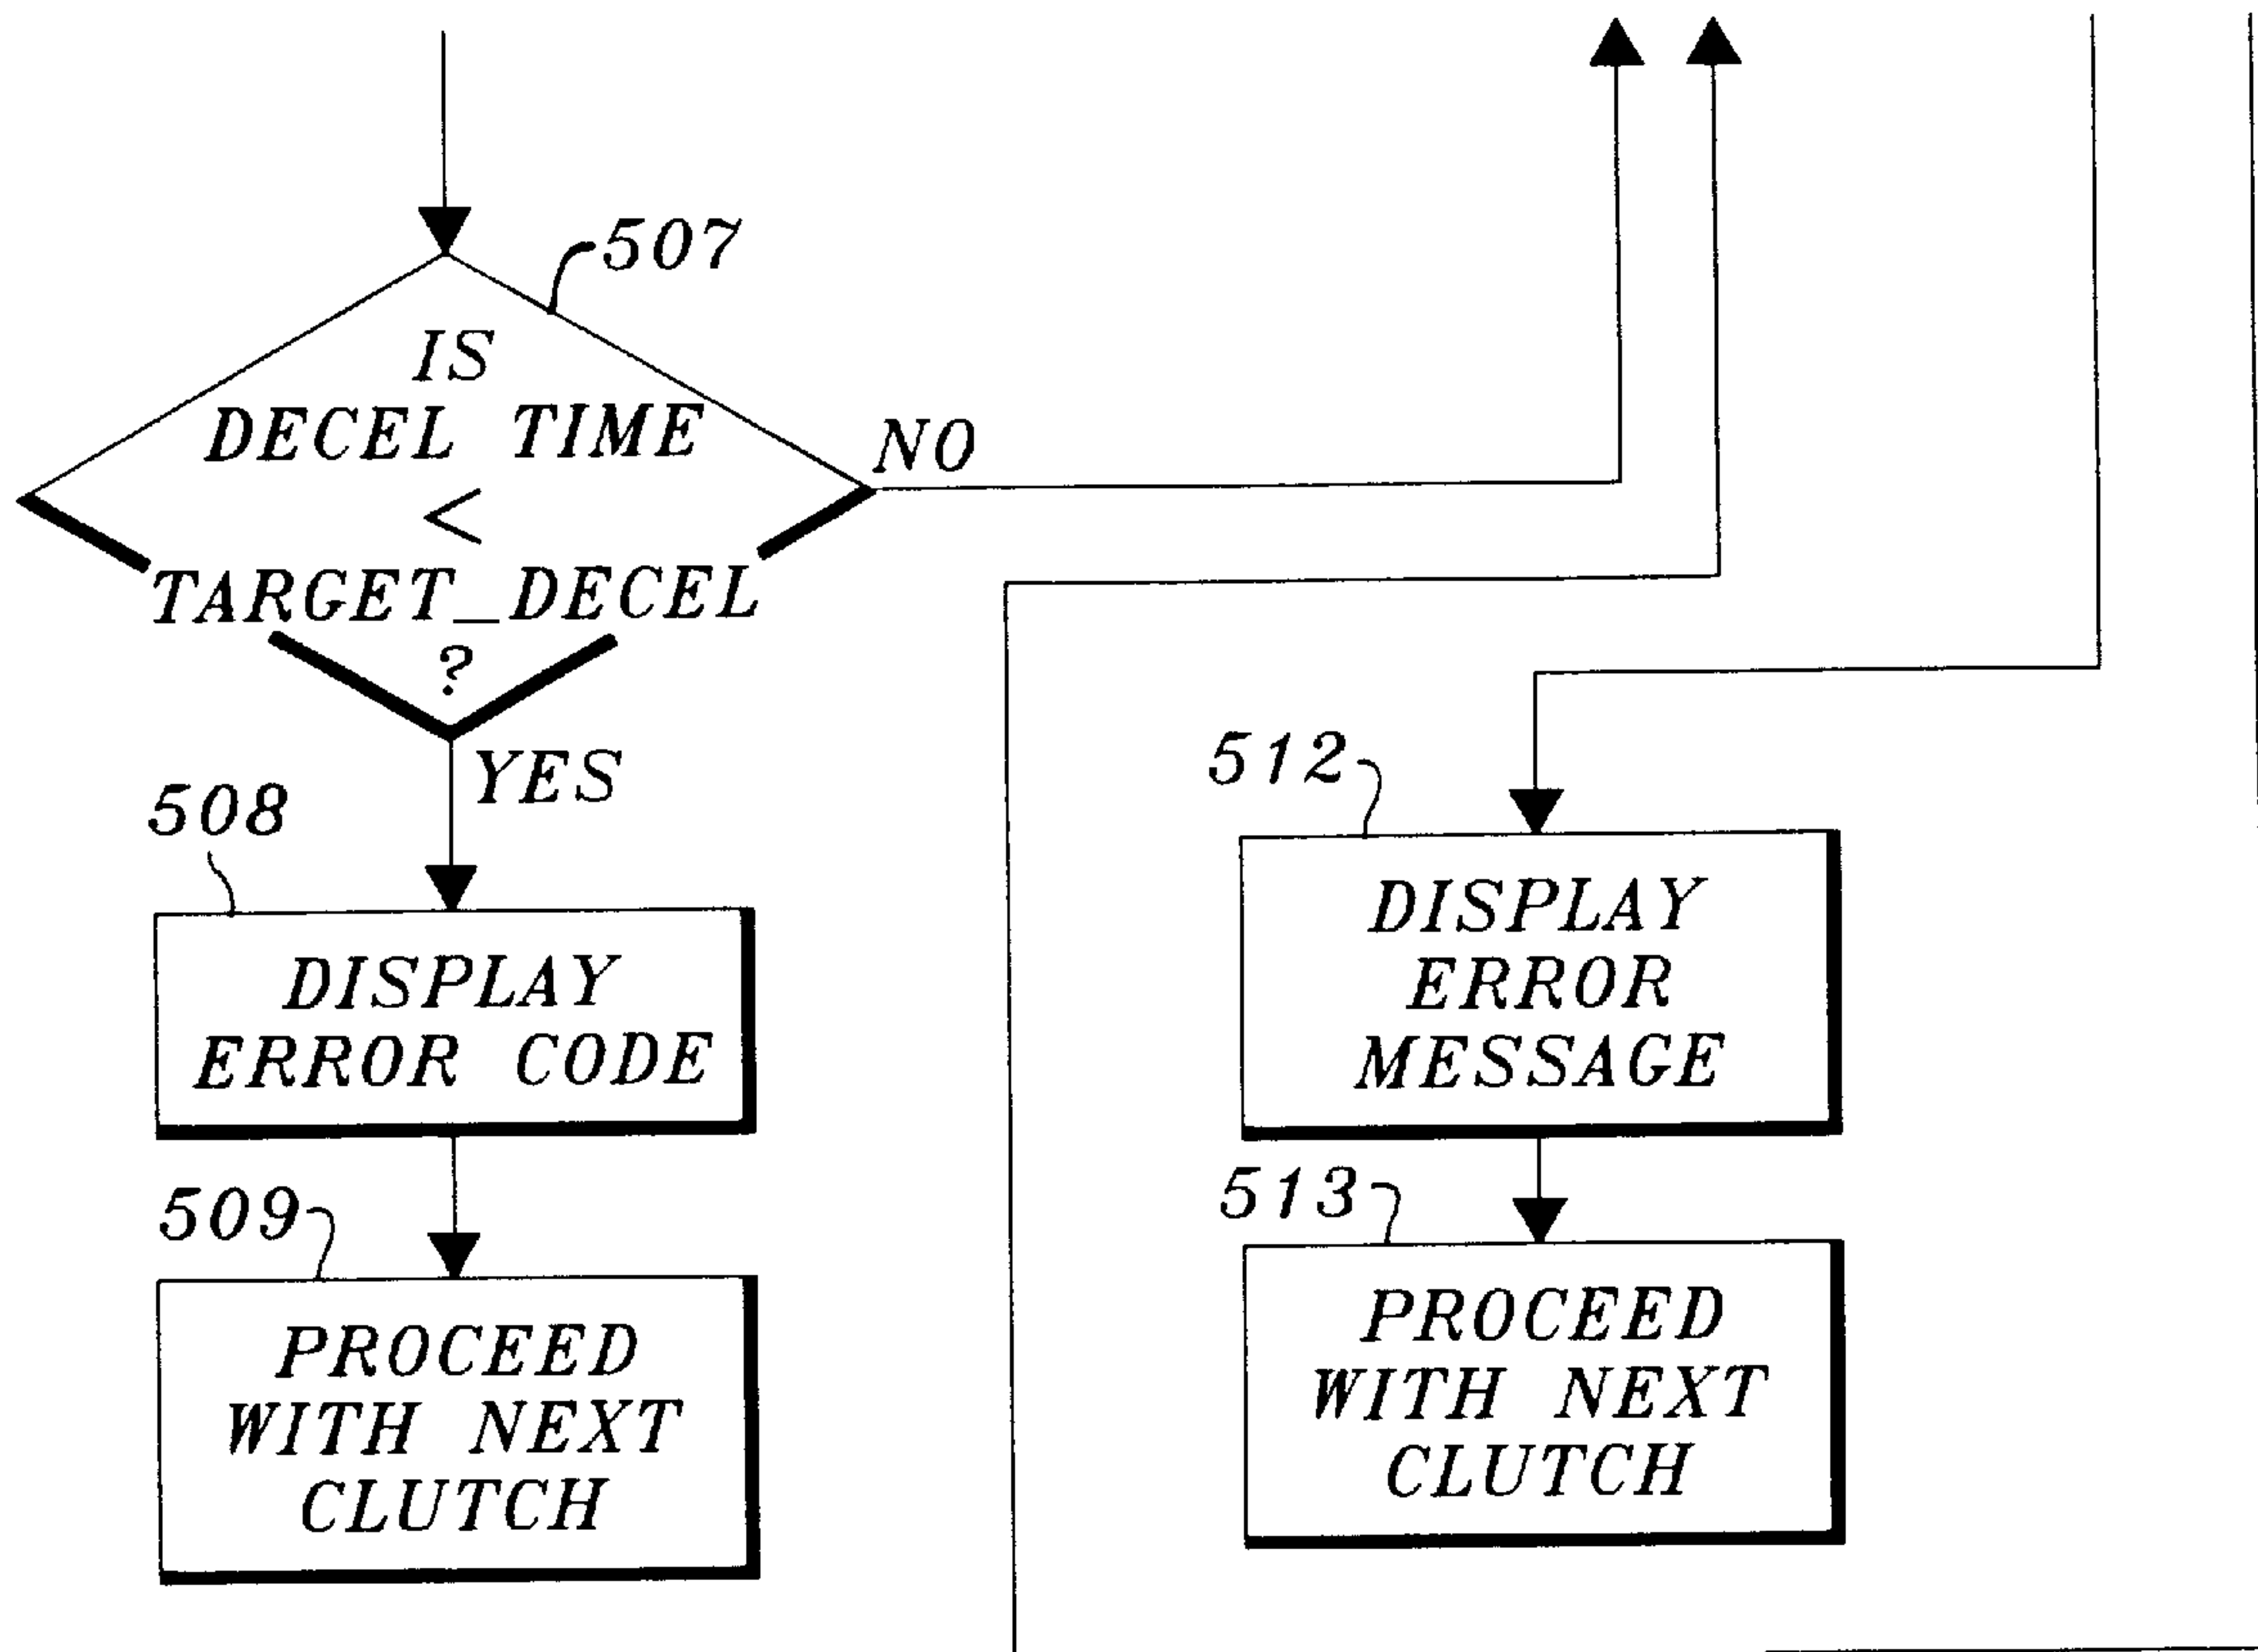 507
IS
DECEL TIME
<
TARGET_DECEL
?
NO
YES
508
DISPLAY
ERROR CODE
509
PROCEED
WITH NEXT
CLUTCH
512
DISPLAY
ERROR
MESSAGE
513
PROCEED
WITH NEXT
CLUTCH